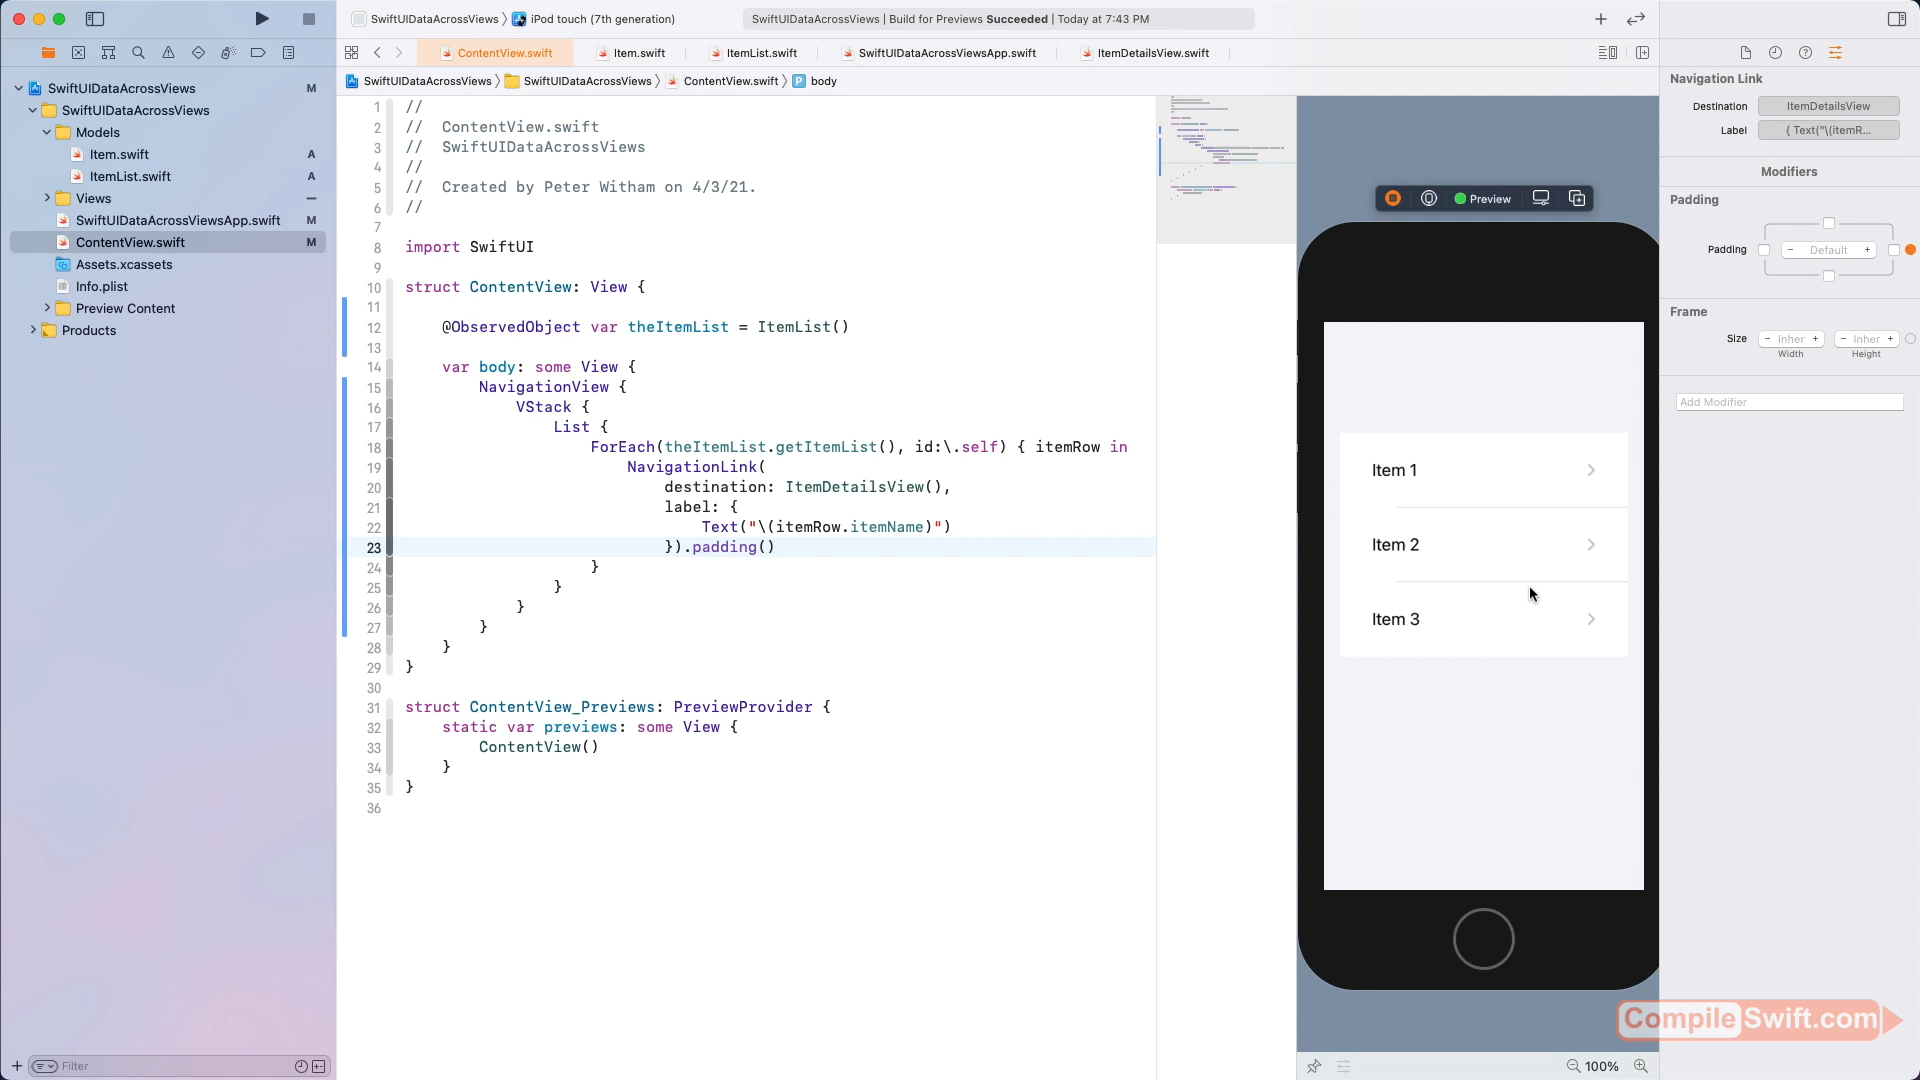 SwiftUIDataAcrossViews 〉 iPod touch (7th generation)
SwiftUIDataAcrossViews | Build for Previews Succeeded | Today at 7:43 PM
ContentView.swift
Item.swift
ItemList.swift
SwiftUIDataAcrossViewsApp.swift
ItemDetailsView.swift
SwiftUIDataAcrossViews 〉 SwiftUIDataAcrossViews 〉 ContentView.swift 〉 P body
SwiftUIDataAcrossViews M
SwiftUIDataAcrossViews
Models
Item.swift A
ItemList.swift A
Views —
SwiftUIDataAcrossViewsApp.swift M
ContentView.swift M
Assets.xcassets
Info.plist
Preview Content
Products
Filter
1 //
2 //  ContentView.swift
3 //  SwiftUIDataAcrossViews
4 //
5 //  Created by Peter Witham on 4/3/21.
6 //
7
8 import SwiftUI
9
10 struct ContentView: View {
11
12     @ObservedObject var theItemList = ItemList()
13
14     var body: some View {
15         NavigationView {
16             VStack {
17                 List {
18                     ForEach(theItemList.getItemList(), id:\.self) { itemRow in
19                         NavigationLink(
20                             destination: ItemDetailsView(),
21                             label: {
22                                 Text("\(itemRow.itemName)")
23                             }).padding()
24                     }
25                 }
26             }
27         }
28     }
29 }
30
31 struct ContentView_Previews: PreviewProvider {
32     static var previews: some View {
33         ContentView()
34     }
35 }
36
Preview
Item 1
Item 2
Item 3
100%
Navigation Link
Destination ItemDetailsView
Label { Text("\(itemR...
Modifiers
Padding
Padding − Default +
Frame
Size − Inher + − Inher +
Width Height
Add Modifier
CompileSwift.com